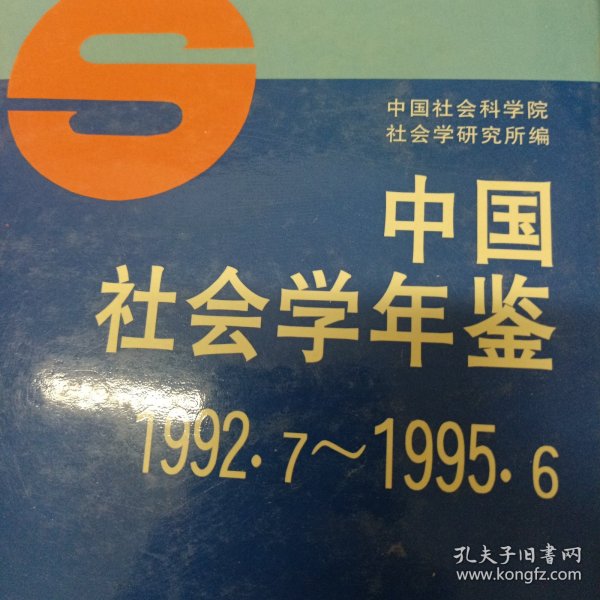 S
中国社会科学院
社会学研究所编
中国
社会学年鉴
1992.7～1995.6
孔夫子旧书网
www.kongfz.com